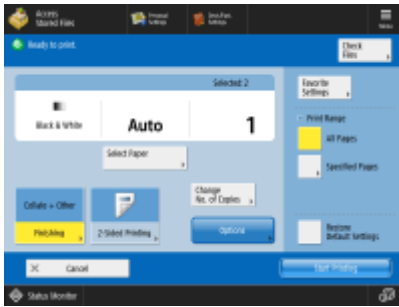 Access
Shared Files
Personal
Settings
Menu
Ready to print.
Check
Files
Selected: 2
Black & White
Auto
1
Select Paper
Favorite
Settings
Print Range
All Pages
Specified Pages
Collate + Other
Finishing
2-Sided Printing
Change
No. of Copies
Options
Restore
Default Settings
Cancel
Start Printing
Status Monitor